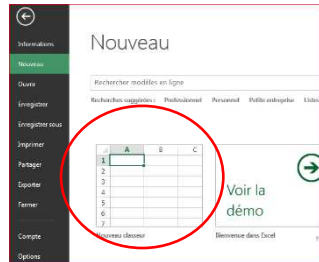 Informations
Nouveau
Ouvrir
Enregistrer
Enregistrer sous
Imprimer
Partager
Exporter
Fermer
Compte
Options
Nouveau
Rechercher modèles en ligne
Recherches suggérées : Professionnel Personnel Petite entreprise Listes
A B C
1
2
3
4
5
6
7
Nouveau classeur
Voir la
démo
Bienvenue dans Excel